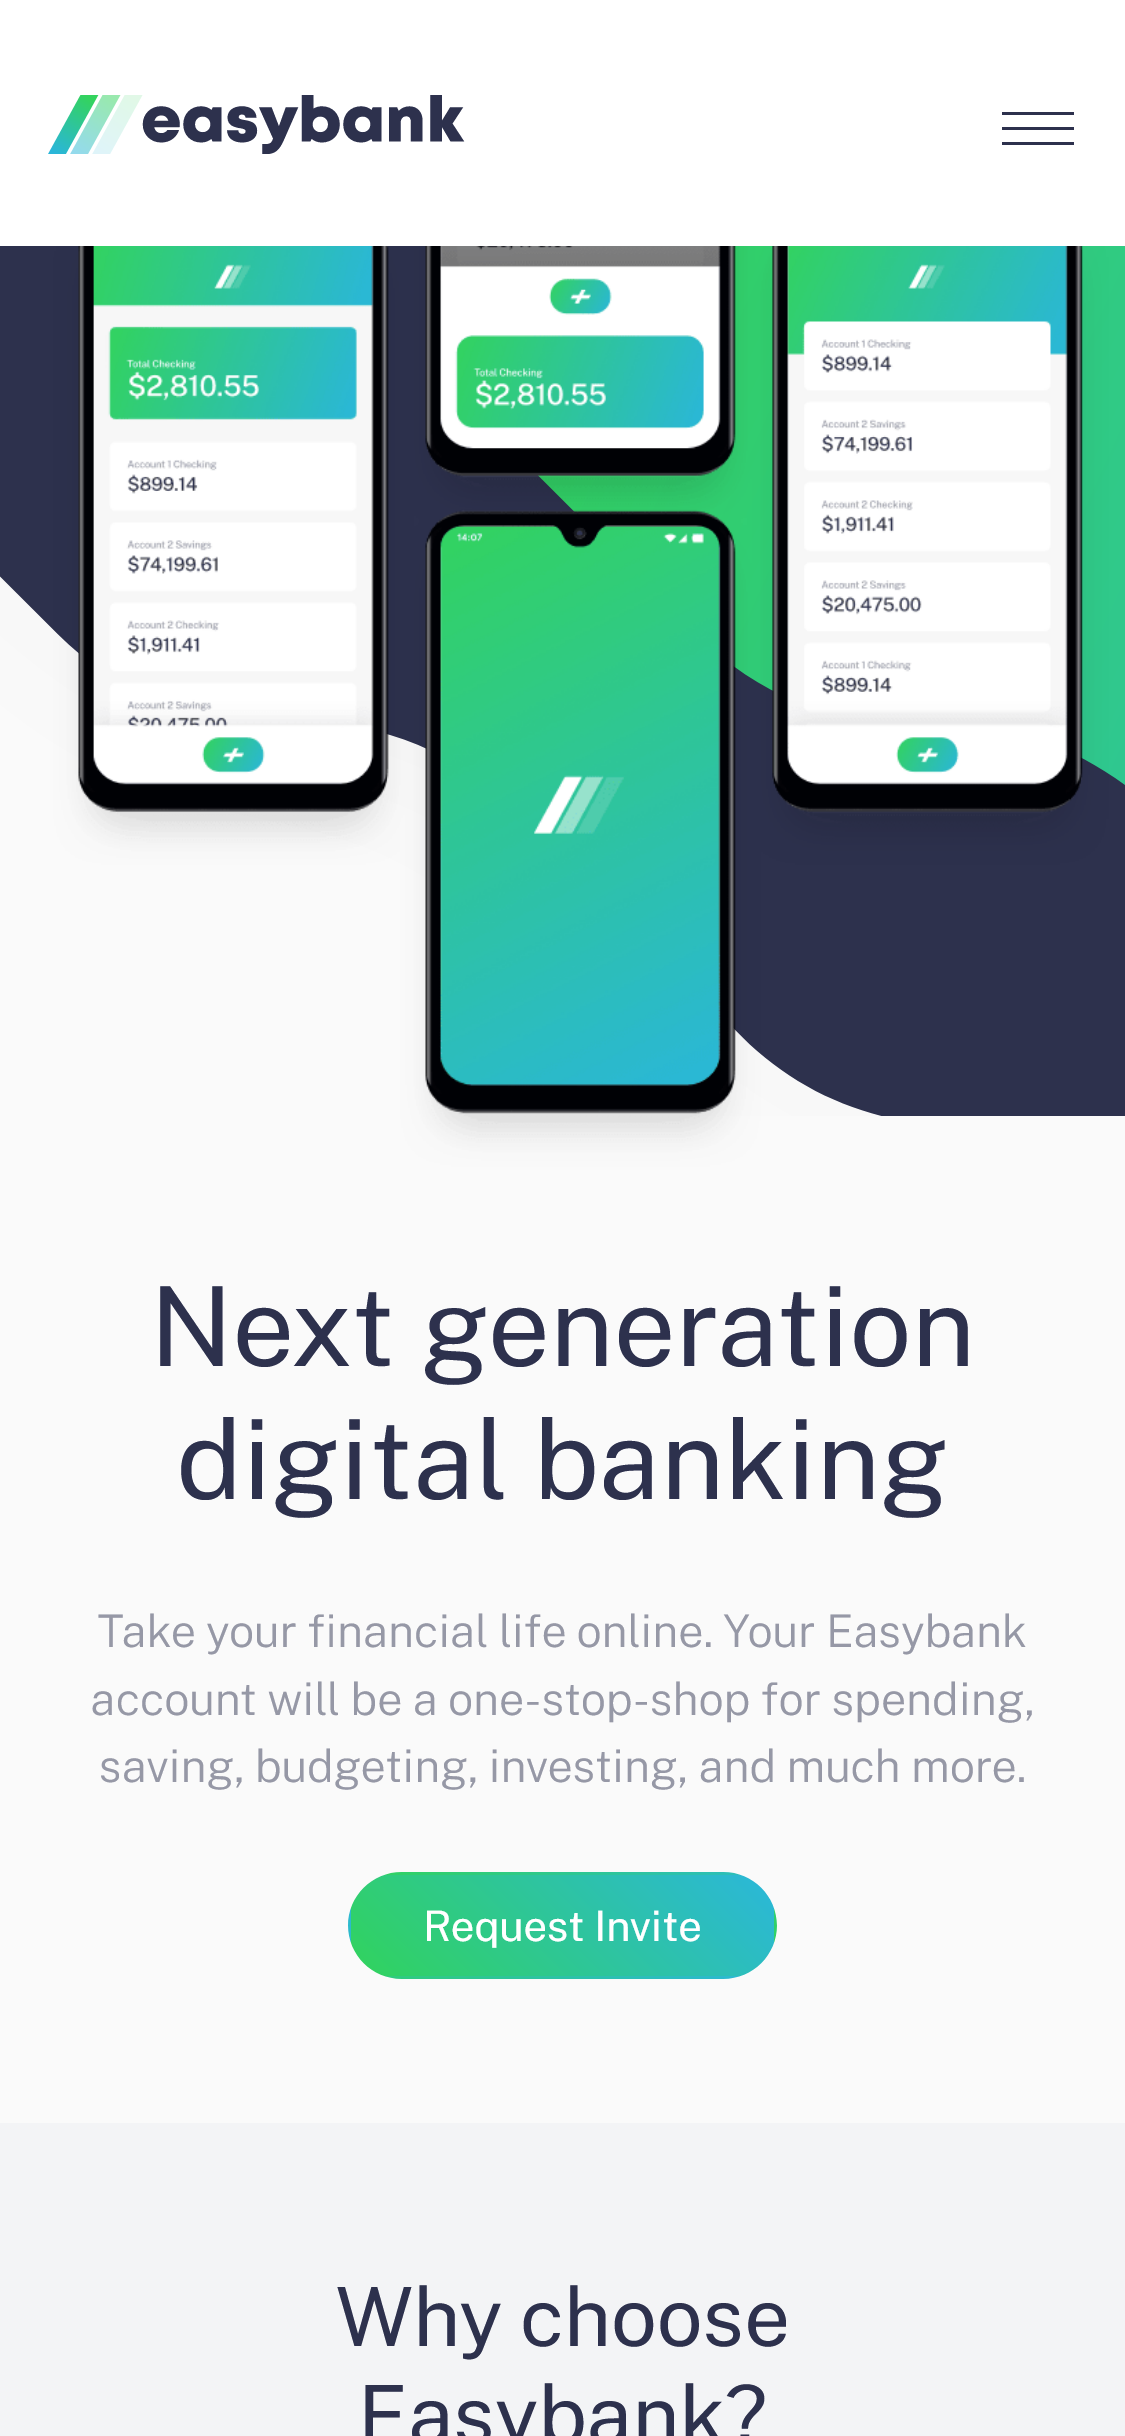 easybank
Total Checking
$2,810.55
Account 1 Checking
$899.14
Account 2 Savings
$74,199.61
Account 2 Checking
$1,911.41
Account 2 Savings
$20,475.00
Total Checking
$2,810.55
14:07
Account 1 Checking
$899.14
Account 2 Savings
$74,199.61
Account 2 Checking
$1,911.41
Account 2 Savings
$20,475.00
Account 1 Checking
$899.14
Next generation
digital banking
Take your financial life online. Your Easybank
account will be a one-stop-shop for spending,
saving, budgeting, investing, and much more.
Request Invite
Why choose
Easybank?